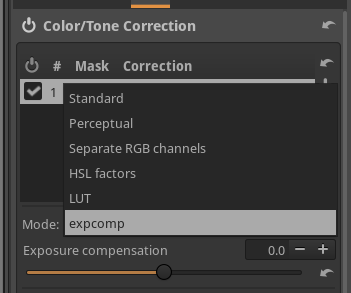 Color/Tone Correction
# Mask Correction
1
Standard
Perceptual
Separate RGB channels
HSL factors
LUT
Mode: expcomp
Exposure compensation 0.0